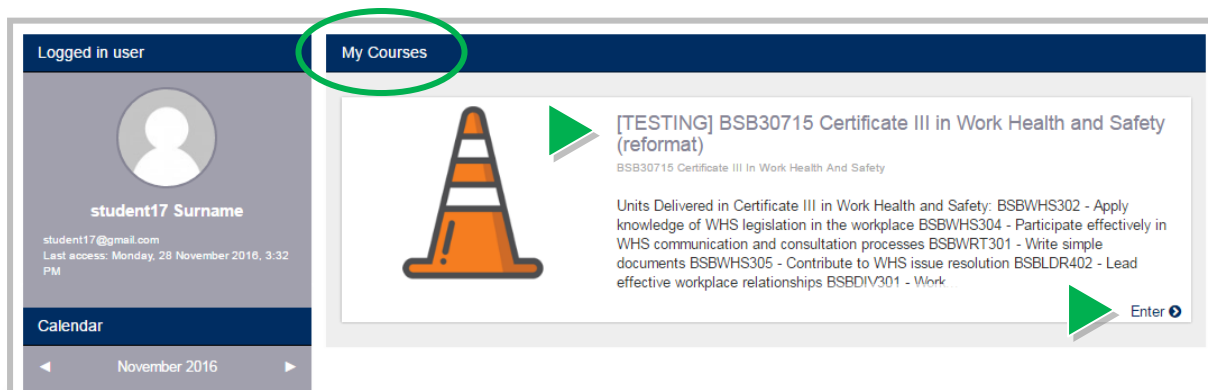 Logged in user
student17 Surname
student17@gmail.com
Last access: Monday, 28 November 2016, 3:32
PM
Calendar
November 2016
My Courses
[TESTING] BSB30715 Certificate III in Work Health and Safety
(reformat)
BSB30715 Certificate III In Work Health And Safety
Units Delivered in Certificate III in Work Health and Safety: BSBWHS302 - Apply
knowledge of WHS legislation in the workplace BSBWHS304 - Participate effectively in
WHS communication and consultation processes BSBWRT301 - Write simple
documents BSBWHS305 - Contribute to WHS issue resolution BSBLDR402 - Lead
effective workplace relationships BSBDIV301 - Work...
Enter